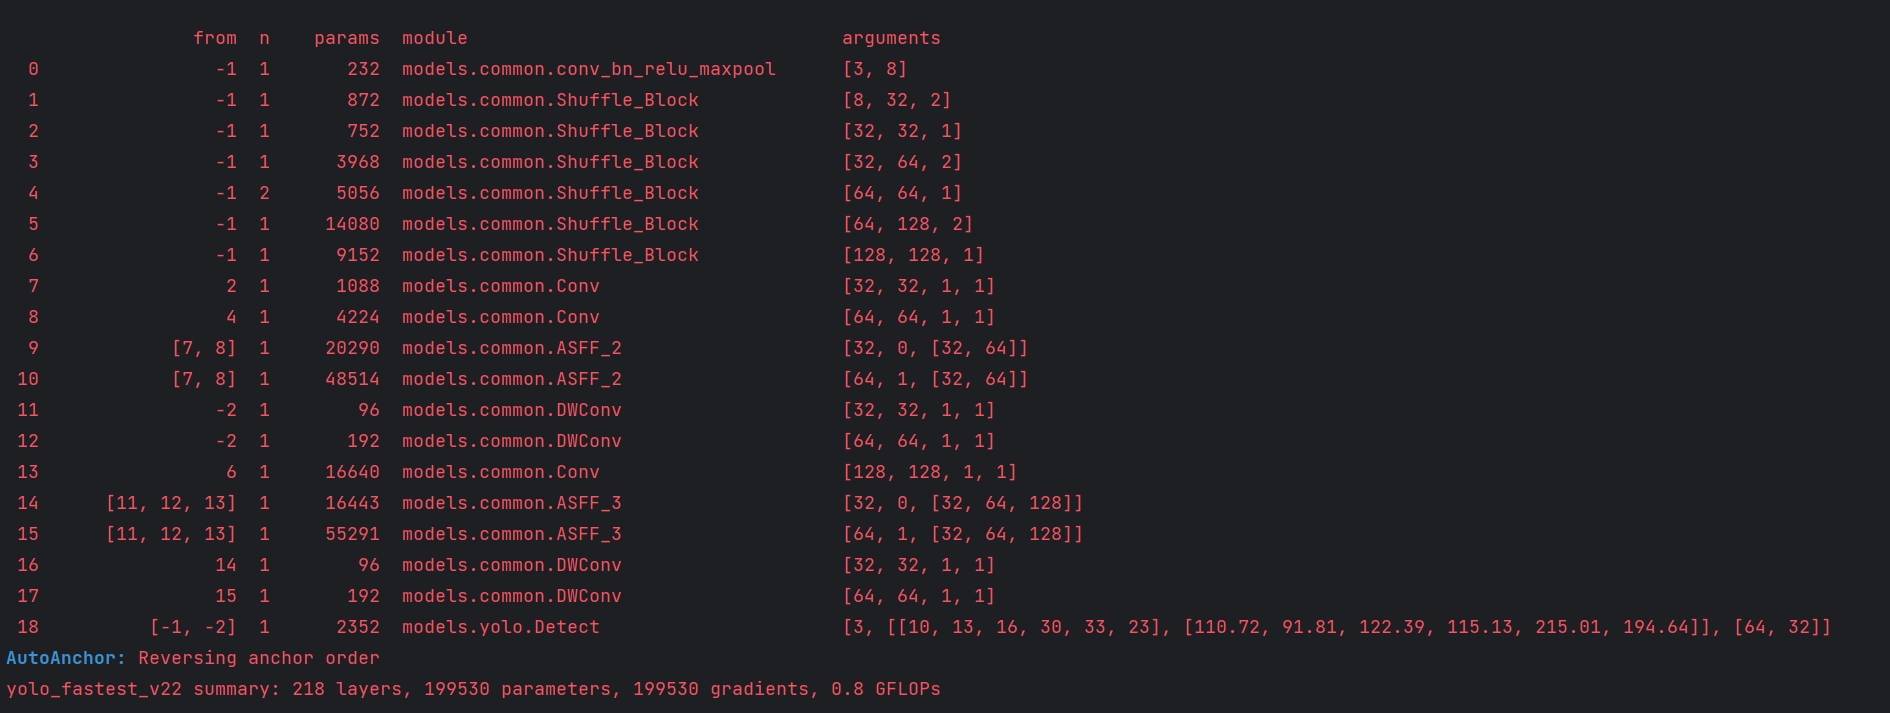 from  n    params  module                                  arguments
0                -1  1       232  models.common.conv_bn_relu_maxpool      [3, 8]
1                -1  1       872  models.common.Shuffle_Block             [8, 32, 2]
2                -1  1       752  models.common.Shuffle_Block             [32, 32, 1]
3                -1  1      3968  models.common.Shuffle_Block             [32, 64, 2]
4                -1  2      5056  models.common.Shuffle_Block             [64, 64, 1]
5                -1  1     14080  models.common.Shuffle_Block             [64, 128, 2]
6                -1  1      9152  models.common.Shuffle_Block             [128, 128, 1]
7                 2  1      1088  models.common.Conv                      [32, 32, 1, 1]
8                 4  1      4224  models.common.Conv                      [64, 64, 1, 1]
9            [7, 8]  1     20290  models.common.ASFF_2                    [32, 0, [32, 64]]
10            [7, 8]  1     48514  models.common.ASFF_2                    [64, 1, [32, 64]]
11                -2  1        96  models.common.DWConv                    [32, 32, 1, 1]
12                -2  1       192  models.common.DWConv                    [64, 64, 1, 1]
13                 6  1     16640  models.common.Conv                      [128, 128, 1, 1]
14      [11, 12, 13]  1     16443  models.common.ASFF_3                    [32, 0, [32, 64, 128]]
15      [11, 12, 13]  1     55291  models.common.ASFF_3                    [64, 1, [32, 64, 128]]
16                14  1        96  models.common.DWConv                    [32, 32, 1, 1]
17                15  1       192  models.common.DWConv                    [64, 64, 1, 1]
18          [-1, -2]  1      2352  models.yolo.Detect                      [3, [[10, 13, 16, 30, 33, 23], [110.72, 91.81, 122.39, 115.13, 215.01, 194.64]], [64, 32]]
AutoAnchor: Reversing anchor order
yolo_fastest_v22 summary: 218 layers, 199530 parameters, 199530 gradients, 0.8 GFLOPs